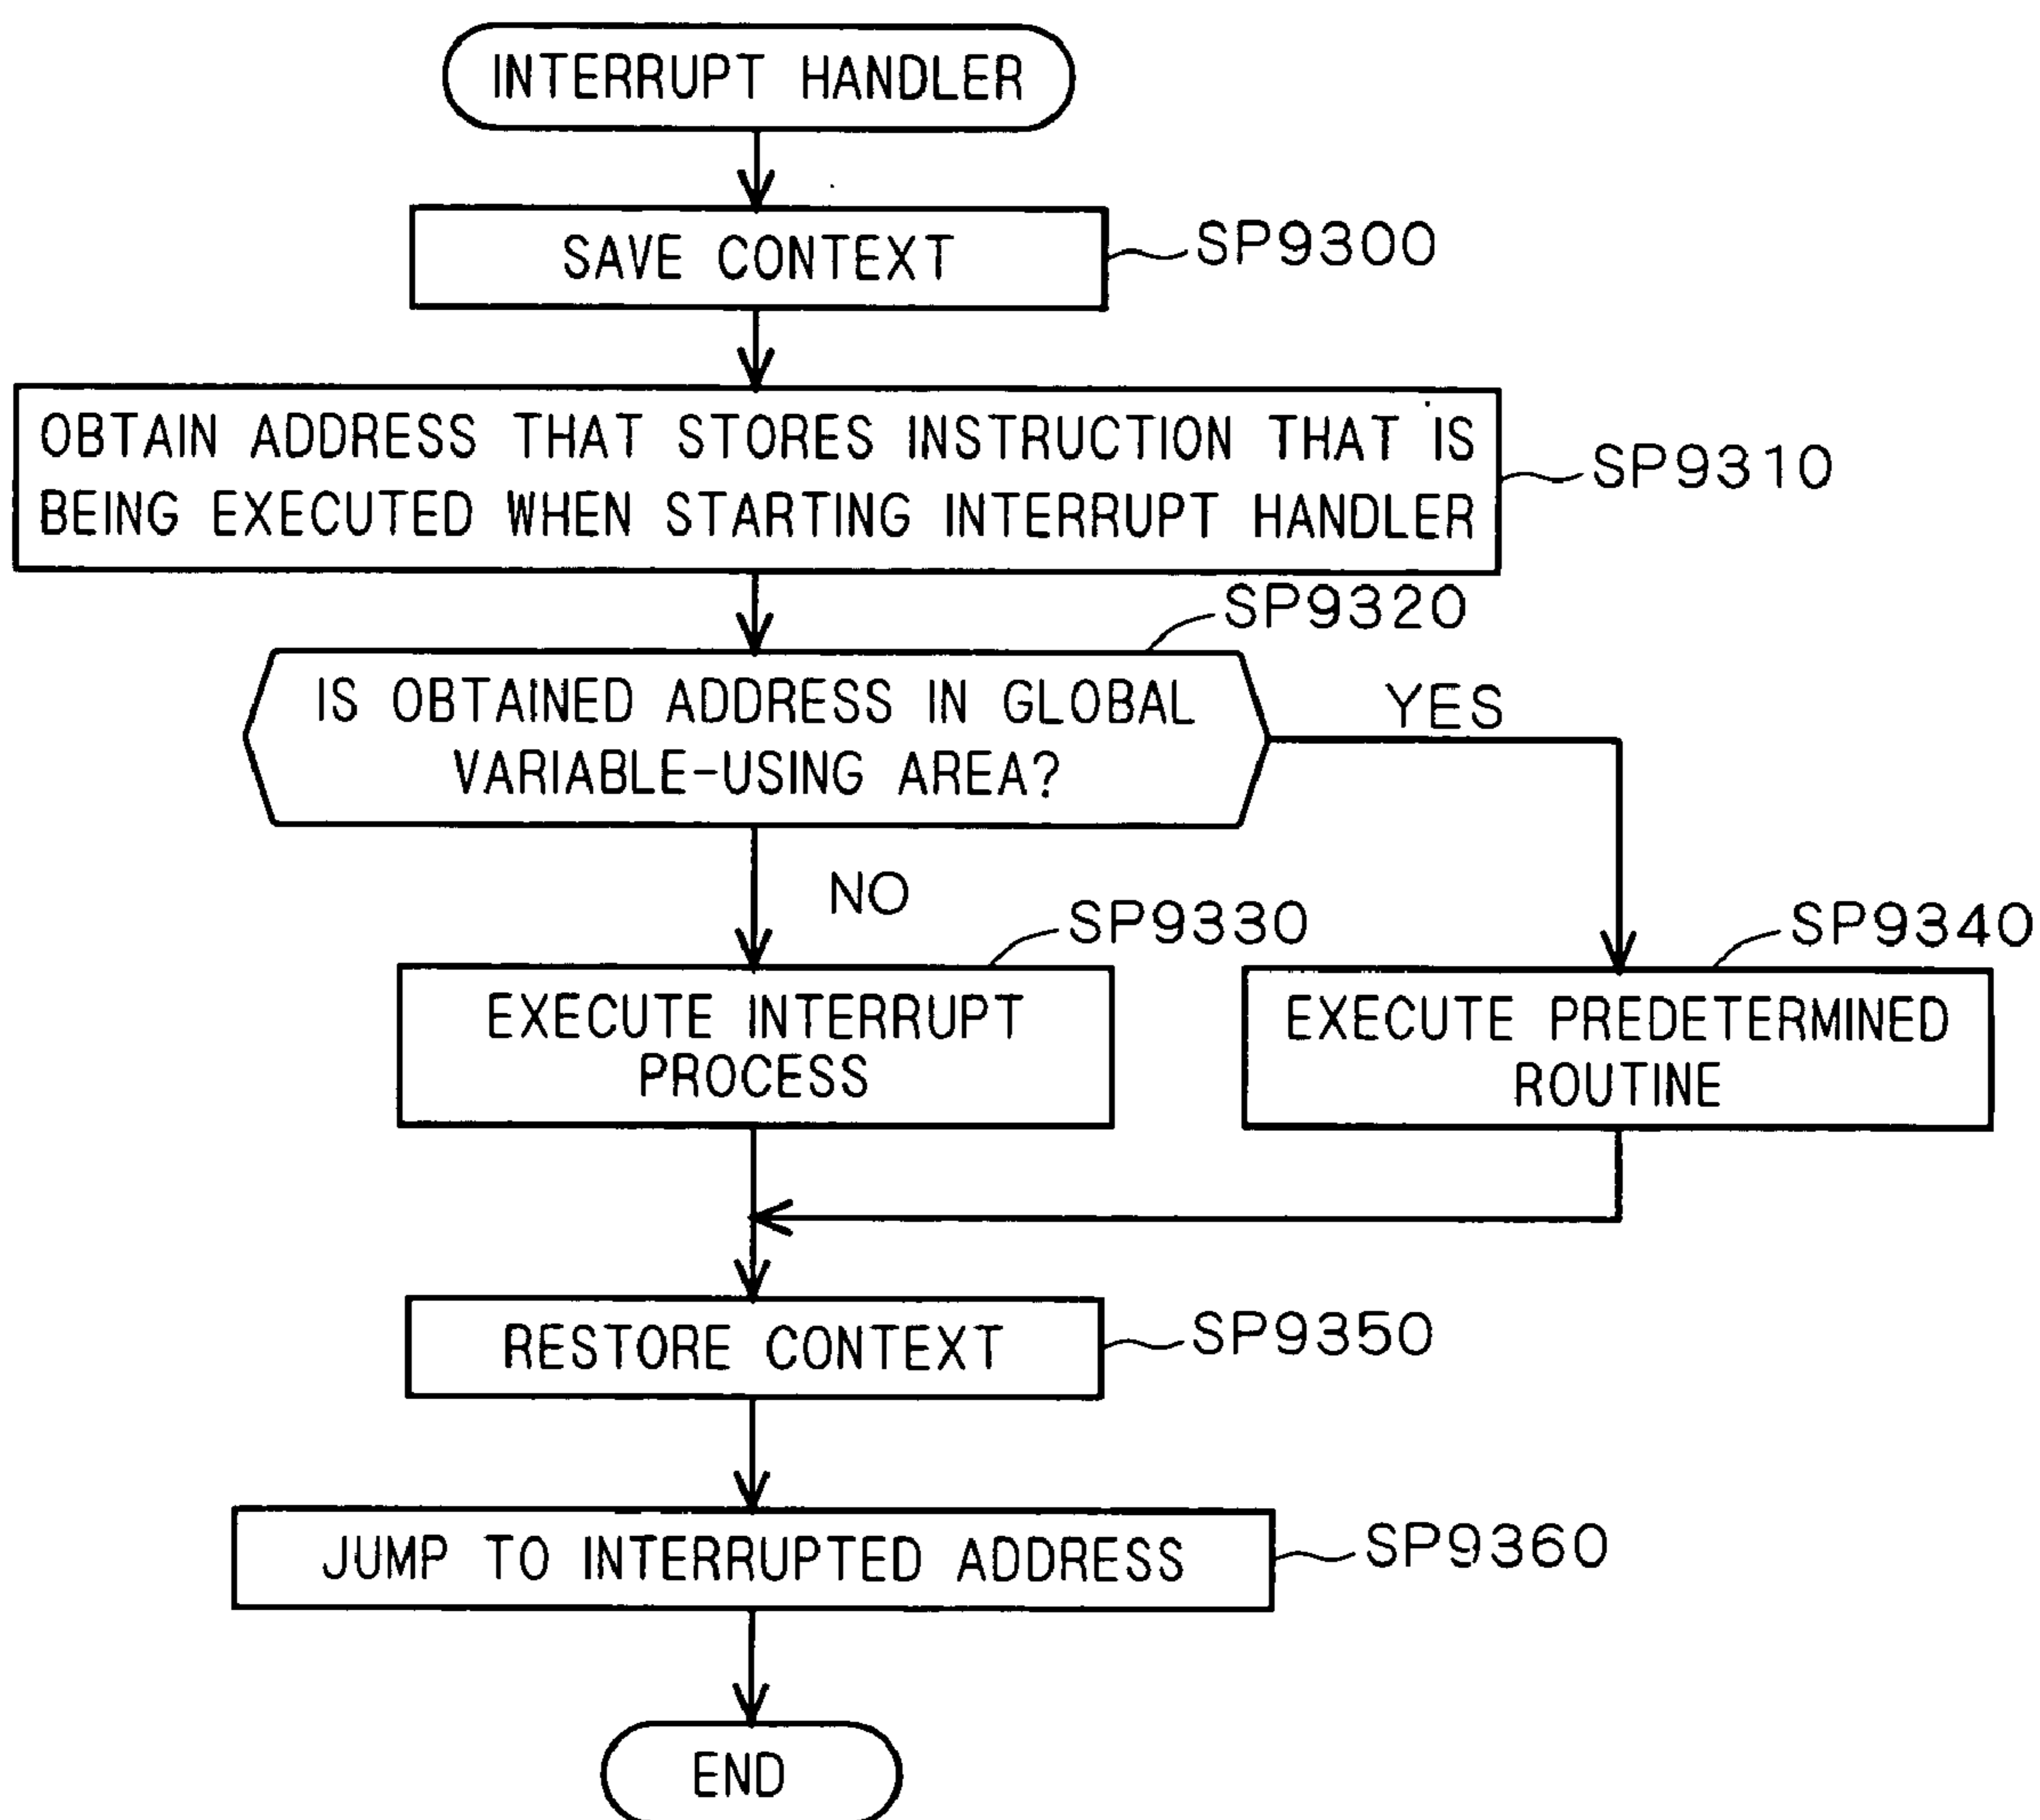 INTERRUPT HANDLER
SAVE CONTEXT
SP9300
OBTAIN ADDRESS THAT STORES INSTRUCTION THAT IS
BEING EXECUTED WHEN STARTING INTERRUPT HANDLER
SP9310
SP9320
IS OBTAINED ADDRESS IN GLOBAL
VARIABLE-USING AREA?
YES
NO
SP9330
EXECUTE INTERRUPT
PROCESS
SP9340
EXECUTE PREDETERMINED
ROUTINE
RESTORE CONTEXT
SP9350
JUMP TO INTERRUPTED ADDRESS
SP9360
END